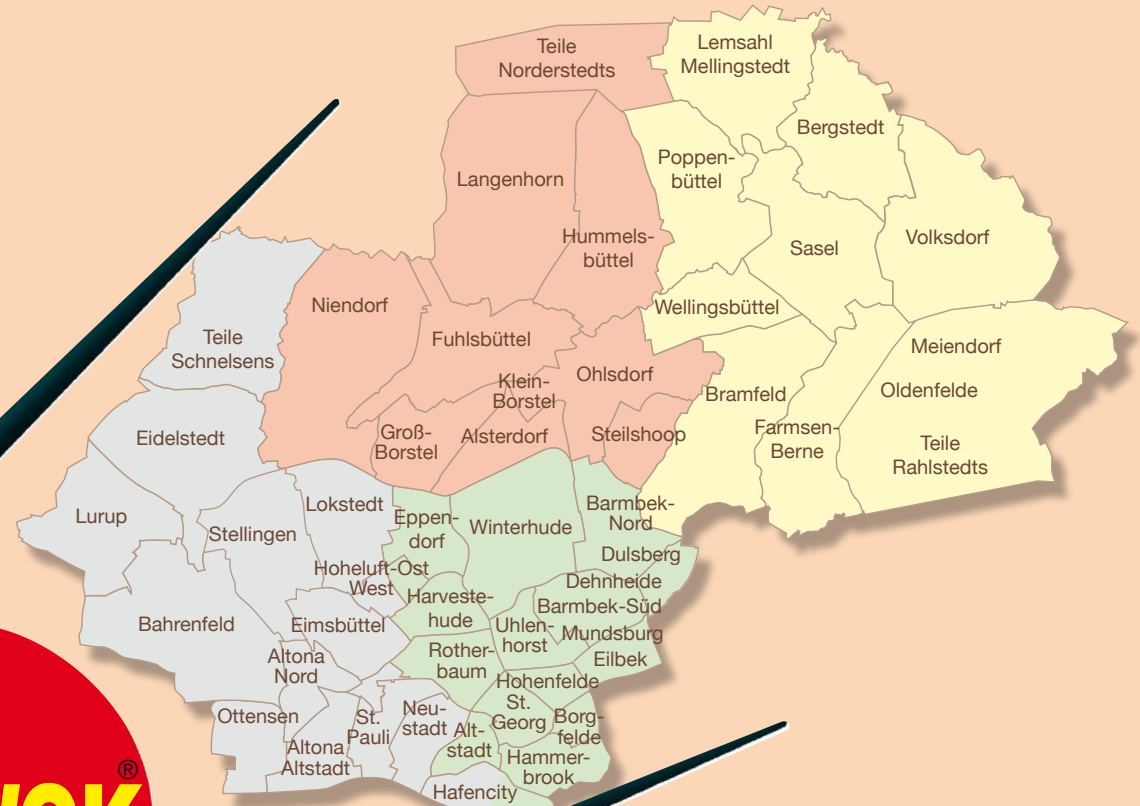 Teile
Norderstedts
Lemsahl
Mellingstedt
Bergstedt
Poppen-
büttel
Langenhorn
Hummels-
büttel
Sasel
Volksdorf
Niendorf
Wellingsbüttel
Teile
Schnelsens
Fuhlsbüttel
Meiendorf
Klein-
Borstel
Ohlsdorf
Oldenfelde
Bramfeld
Eidelstedt
Groß-
Borstel
Alsterdorf
Steilshoop
Farmsen-
Berne
Teile
Rahlstedts
Lurup
Stellingen
Lokstedt
Eppen-
dorf
Winterhude
Barmbek-
Nord
Dulsberg
Hoheluft-Ost
West
Dehnheide
Harveste-
hude
Barmbek-Süd
Bahrenfeld
Eimsbüttel
Uhlen-
horst
Mundsburg
Altona
Nord
Rother-
baum
Eilbek
Hohenfelde
Ottensen
St.
Pauli
Neu-
stadt
St.
Georg
Borg-
felde
Altona
Altstadt
Alt-
stadt
Hammer-
brook
Hafencity
®